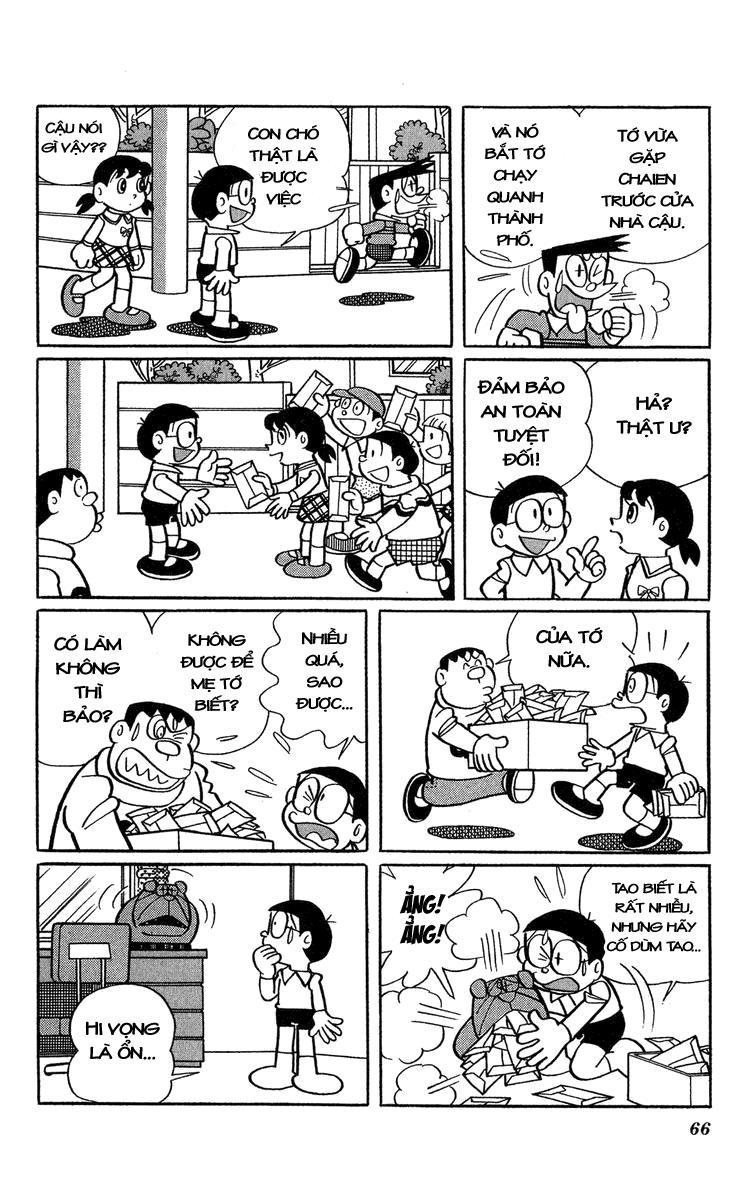 TỚ VỪA
GẶP
CHAIEN
TRƯỚC CỬA
NHÀ CẬU.
VÀ NÓ
BẮT TỚ
CHẠY
QUANH
THÀNH
PHỐ.
CON CHÓ
THẬT LÀ
ĐƯỢC
VIỆC
CẬU NÓI
GÌ VẬY??
HẢ?
THẬT Ư?
ĐẢM BẢO
AN TOÀN
TUYỆT
ĐỐI!
CỦA TỚ
NỮA.
NHIỀU
QUÁ,
SAO
ĐƯỢC...
KHÔNG
ĐƯỢC ĐỂ
MẸ TỚ
BIẾT?
CÓ LÀM
KHÔNG
THÌ
BẢO?
TAO BIẾT LÀ
RẤT NHIỀU,
NHƯNG HÃY
CỐ DÙM TAO...
ẲNG!
ẲNG!
HI VỌNG
LÀ ỔN...
66